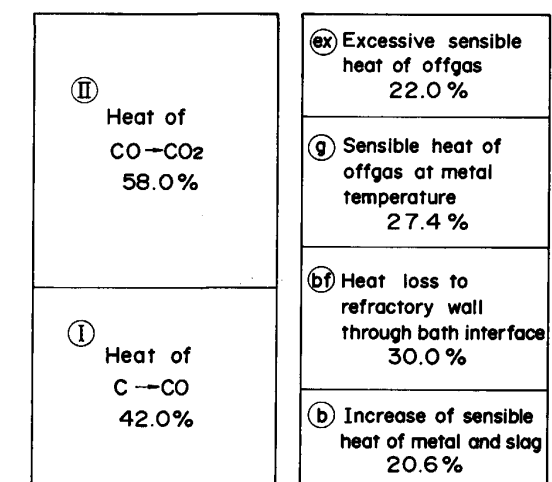 Ⓘ︎Ⓘ
Heat of
CO→CO2
58.0%
Ⓘ
Heat of
C→CO
42.0%
ex Excessive sensible
heat of offgas
22.0%
g Sensible heat of
offgas at metal
temperature
27.4%
bf Heat loss to
refractory wall
through bath interface
30.0%
b Increase of sensible
heat of metal and slag
20.6%